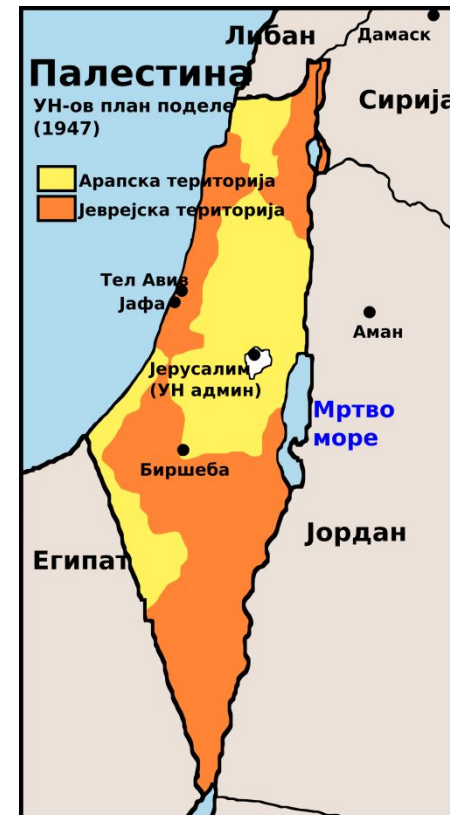 Либан
Дамаск
Палестина
УН-ов план поделе
(1947)
Сирија
Арапска територија
Јеврејска територија
Тел Авив
Јафа
Аман
Јерусалим
(УН админ)
Мртво
море
Биршеба
Јордан
Египат